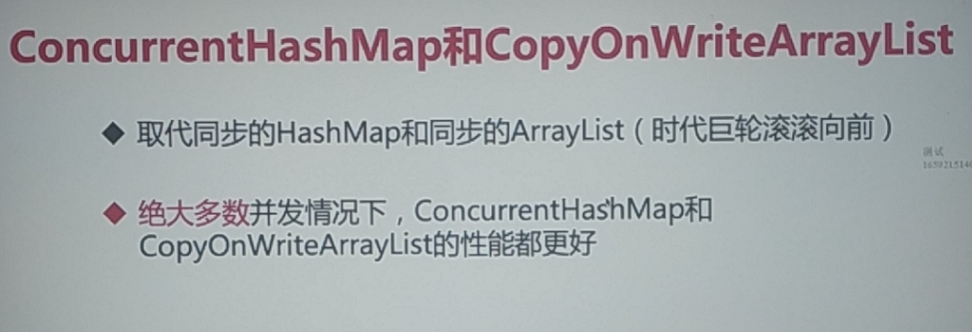 ConcurrentHashMap和CopyOnWriteArrayList
◆ 取代同步的HashMap和同步的ArrayList（时代巨轮滚滚向前）
测试
◆ 绝大多数并发情况下，ConcurrentHashMap和
CopyOnWriteArrayList的性能都更好